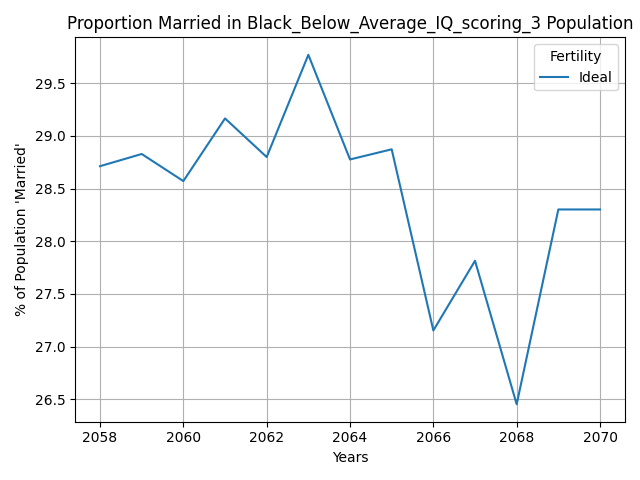 Proportion Married in Black_Below_Average_IQ_scoring_3 Population
Fertility
Ideal
% of Population 'Married'
29.5
29.0
28.5
28.0
27.5
27.0
26.5
2058 2060 2062 2064 2066 2068 2070
Years